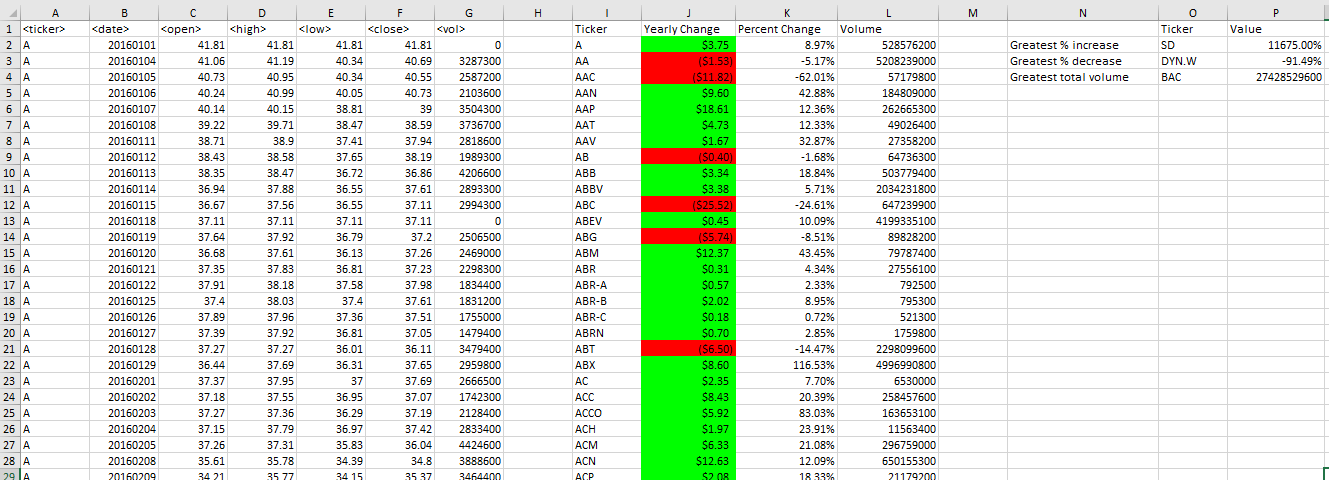 A B C D E F G H I J K L M N O P
1 <ticker> <date> <open> <high> <low> <close> <vol> Ticker Yearly Change Percent Change Volume Ticker Value
2 A 20160101 41.81 41.81 41.81 41.81 0 A $3.75 8.97% 528576200 Greatest % increase SD 11675.00%
3 A 20160104 41.06 41.19 40.34 40.69 3287300 AA ($1.53) -5.17% 5208239000 Greatest % decrease DYN.W -91.49%
4 A 20160105 40.73 40.95 40.34 40.55 2587200 AAC ($11.82) -62.01% 57179800 Greatest total volume BAC 27428529600
5 A 20160106 40.24 40.99 40.05 40.73 2103600 AAN $9.60 42.88% 184809000
6 A 20160107 40.14 40.15 38.81 39 3504300 AAP $18.61 12.36% 262665300
7 A 20160108 39.22 39.71 38.47 38.59 3736700 AAT $4.73 12.33% 49026400
8 A 20160111 38.71 38.9 37.41 37.94 2818600 AAV $1.67 32.87% 27358200
9 A 20160112 38.43 38.58 37.65 38.19 1989300 AB ($0.40) -1.68% 64736300
10 A 20160113 38.35 38.47 36.72 36.86 4206600 ABB $3.34 18.84% 503779400
11 A 20160114 36.94 37.88 36.55 37.61 2893300 ABBV $3.38 5.71% 2034231800
12 A 20160115 36.67 37.56 36.55 37.11 2994300 ABC ($25.52) -24.61% 647239900
13 A 20160118 37.11 37.11 37.11 37.11 0 ABEV $0.45 10.09% 4199335100
14 A 20160119 37.64 37.92 36.79 37.2 2506500 ABG ($5.74) -8.51% 89828200
15 A 20160120 36.68 37.61 36.13 37.26 2469000 ABM $12.37 43.45% 79787400
16 A 20160121 37.35 37.83 36.81 37.23 2298300 ABR $0.31 4.34% 27556100
17 A 20160122 37.91 38.18 37.58 37.98 1834400 ABR-A $0.57 2.33% 792500
18 A 20160125 37.4 38.03 37.4 37.61 1831200 ABR-B $2.02 8.95% 795300
19 A 20160126 37.89 37.96 37.36 37.51 1755000 ABR-C $0.18 0.72% 521300
20 A 20160127 37.39 37.92 36.81 37.05 1479400 ABRN $0.70 2.85% 1759800
21 A 20160128 37.27 37.27 36.01 36.11 3479400 ABT ($6.50) -14.47% 2298099600
22 A 20160129 36.44 37.69 36.31 37.65 2959800 ABX $8.60 116.53% 4996990800
23 A 20160201 37.37 37.95 37 37.69 2666500 AC $2.35 7.70% 6530000
24 A 20160202 37.18 37.55 36.95 37.07 1742300 ACC $8.43 20.39% 258457600
25 A 20160203 37.27 37.36 36.29 37.19 2128400 ACCO $5.92 83.03% 163653100
26 A 20160204 37.15 37.79 36.97 37.42 2833400 ACH $1.97 23.91% 11563400
27 A 20160205 37.26 37.31 35.83 36.04 4424600 ACM $6.33 21.08% 296759000
28 A 20160208 35.61 35.78 34.39 34.8 3888600 ACN $12.63 12.09% 650155300
29 A 20160209 34.21 35.77 34.15 35.37 3464400 ACP $2.08 18.33% 21179200